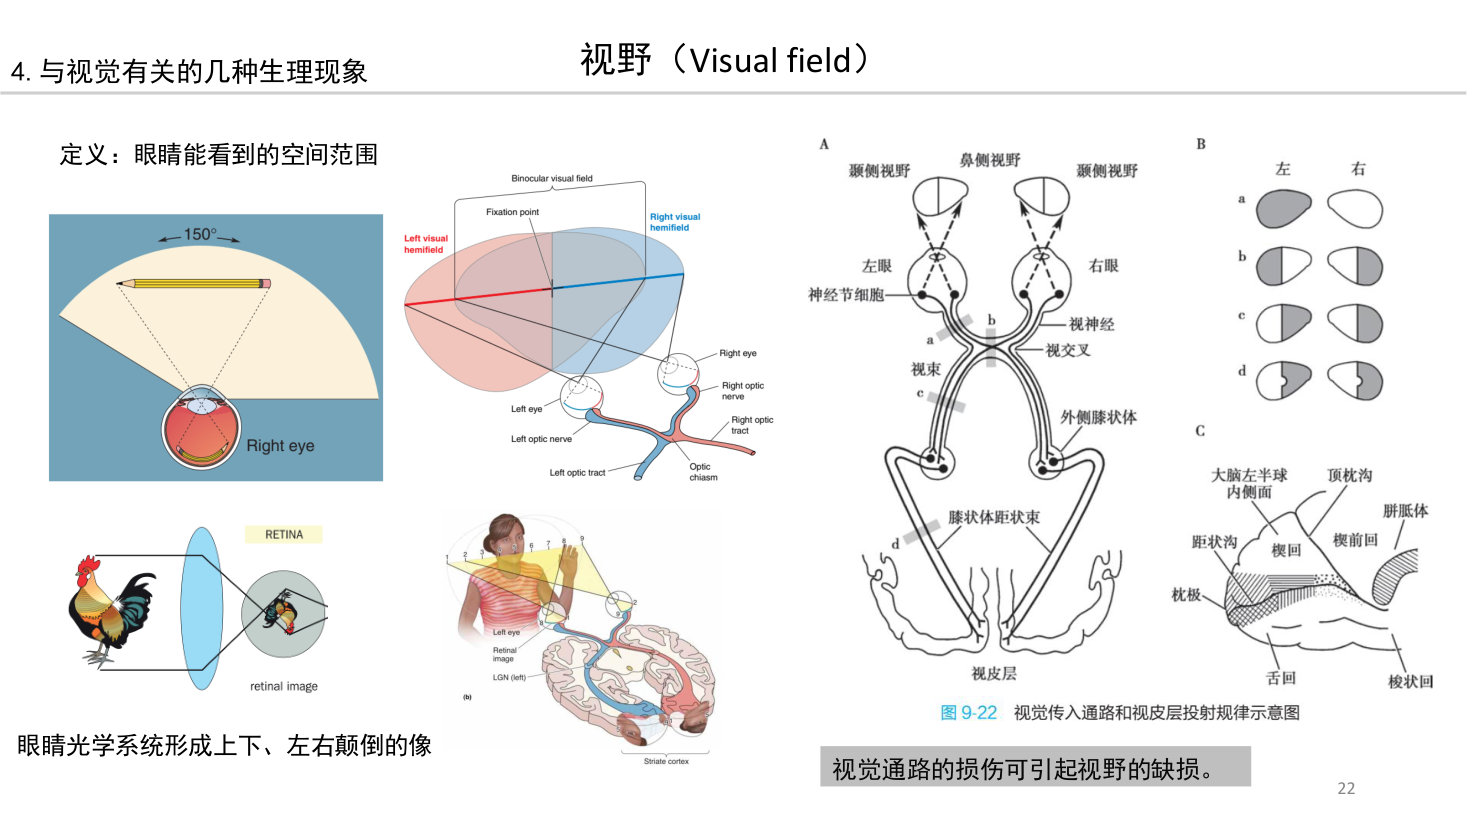 4. 与视觉有关的几种生理现象
视野（Visual field）
定义：眼睛能看到的空间范围
150°
Right eye
Binocular visual field
Fixation point
Left visual
hemifield
Right visual
hemifield
Right eye
Right optic
nerve
Left eye
Left optic nerve
Right optic
tract
Left optic tract
Optic
chiasm
RETINA
retinal image
眼睛光学系统形成上下、左右颠倒的像
1
2
3
6
7
8
9
Left eye
Retinal
image
LGN (left)
(b)
Striate cortex
A
颞侧视野
鼻侧视野
颞侧视野
左眼
右眼
神经节细胞
a
b
视神经
视交叉
视束
c
外侧膝状体
膝状体距状束
d
视皮层
B
左
右
a
b
c
d
C
大脑左半球
内侧面
顶枕沟
胼胝体
距状沟
楔回
楔前回
枕极
舌回
梭状回
图 9-22 视觉传入通路和视皮层投射规律示意图
视觉通路的损伤可引起视野的缺损。
22